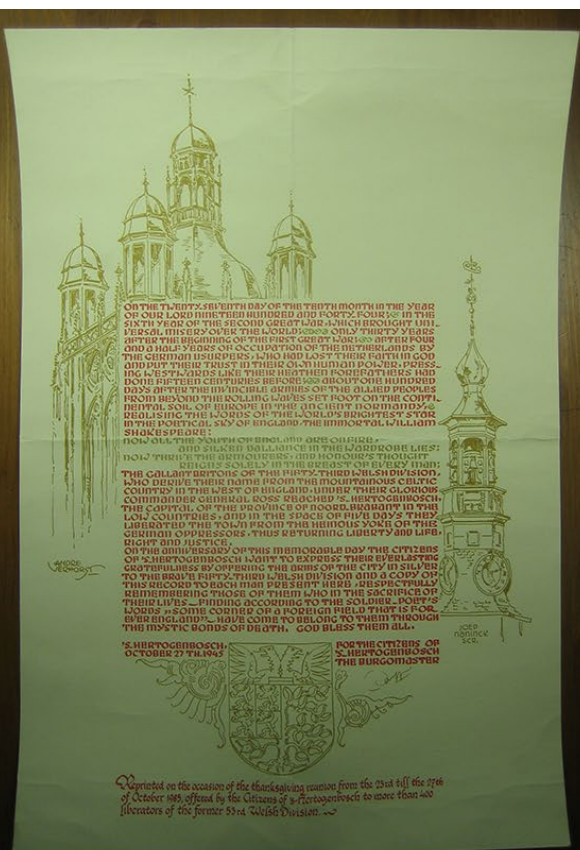 ON THE TWENTY-SEVENTH DAY OF THE TENTH MONTH IN THE YEAR
OF OUR LORD NINETEEN HUNDRED AND FORTY FOUR IN THE
SIXTH YEAR OF THE SECOND GREAT WAR, WHICH BROUGHT UNI-
VERSAL MISERY OVER THE WORLD ONLY THIRTY YEARS
AFTER THE BEGINNING OF THE FIRST GREAT WAR AFTER FOUR
AND A HALF YEARS OF OCCUPATION OF THE NETHERLANDS BY
THE GERMAN USURPERS, WHO HAD LOST THEIR FAITH IN GOD
AND PUT THEIR TRUST IN THEIR OWN HUMAN POWER, PRESS-
ING WESTWARDS LIKE THEIR HEATHEN FOREFATHERS HAD
DONE FIFTEEN CENTURIES BEFORE ABOUT ONE HUNDRED
DAYS AFTER THE INVINCIBLE ARMIES OF THE ALLIED PEOPLES
FROM BEYOND THE ROLLING WAVES SET FOOT ON THE CONTI-
NENTAL SOIL OF EUROPE IN THE ANCIENT NORMANDY
REALISING THE WORDS OF THE WORLD'S BRIGHTEST STAR
IN THE POETICAL SKY OF ENGLAND, THE IMMORTAL WILLIAM
SHAKESPEARE:
NOW ALL THE YOUTH OF ENGLAND ARE ON FIRE,
AND SILKEN DALLIANCE IN THE WARDROBE LIES;
NOW THRIVE THE ARMOURERS, AND HONOUR'S THOUGHT
REIGNS SOLELY IN THE BREAST OF EVERY MAN:
THE GALLANT BRITONS OF THE FIFTY-THIRD WELSH DIVISION,
WHO DERIVE THEIR NAME FROM THE MOUNTAINOUS CELTIC
COUNTRY IN THE WEST OF ENGLAND, UNDER THEIR GLORIOUS
COMMANDER GENERAL ROSS REACHED 'S-HERTOGENBOSCH,
THE CAPITAL OF THE PROVINCE OF NOORD-BRABANT IN THE
LOW COUNTRIES, AND IN THE SPACE OF FIVE DAYS THEY
LIBERATED THE TOWN FROM THE HEINOUS YOKE OF THE
GERMAN OPPRESSORS, THUS RETURNING LIBERTY AND LIFE,
RIGHT AND JUSTICE.
ON THE ANNIVERSARY OF THIS MEMORABLE DAY THE CITIZENS
OF 'S-HERTOGENBOSCH WANT TO EXPRESS THEIR EVERLASTING
GRATEFULNESS BY OFFERING THE ARMS OF THE CITY IN SILVER
TO THE BRAVE FIFTY-THIRD WELSH DIVISION AND A COPY OF
THIS RECORD TO EACH MAN PRESENT HERE, RESPECTFULLY
REMEMBERING THOSE OF THEM WHO IN THE SACRIFICE OF
THEIR LIVES — FINDING ACCORDING TO THE SOLDIER-POET'S
WORDS "SOME CORNER OF A FOREIGN FIELD THAT IS FOR
EVER ENGLAND" — HAVE COME TO BELONG TO THEM THROUGH
THE MYSTIC BONDS OF DEATH. GOD BLESS THEM ALL.
'S-HERTOGENBOSCH,
OCTOBER 27TH. 1945
FOR THE CITIZENS OF
'S-HERTOGENBOSCH
THE BURGOMASTER
ANDRÉ
VERHORST
JOEP
NANINCK
SCR.
Reprinted on the occasion of the thanksgiving reunion from the 23rd till the 27th
of October 1985, offered by the Citizens of 's-Hertogenbosch to more than 400
liberators of the former 53rd Welsh Division.